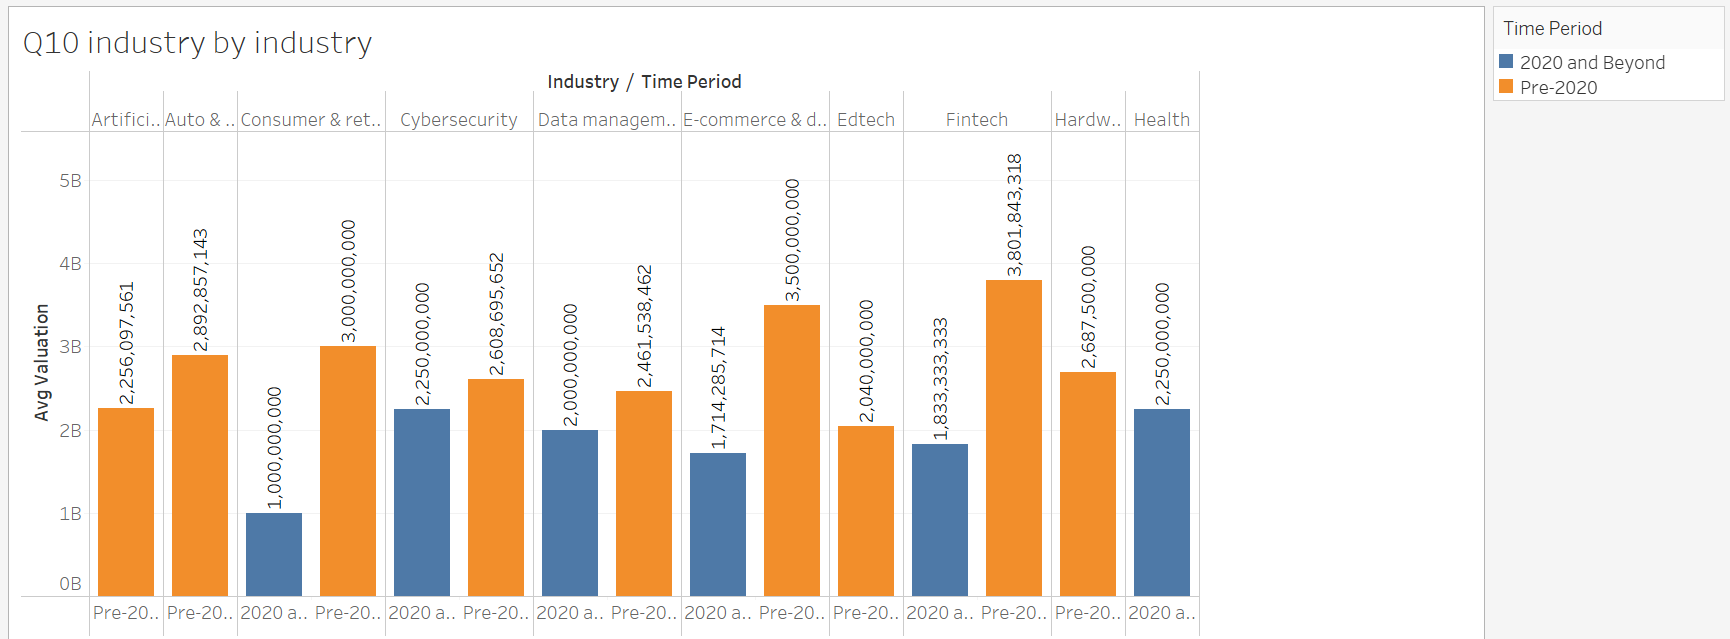 Q10 industry by industry
Industry / Time Period
Artifici.. Auto & .. Consumer & ret.. Cybersecurity Data managem.. E-commerce & d.. Edtech Fintech Hardw.. Health
5B
4B
3B
2B
1B
0B
Avg Valuation
2,256,097,561
2,892,857,143
1,000,000,000
3,000,000,000
2,250,000,000
2,608,695,652
2,000,000,000
2,461,538,462
1,714,285,714
3,500,000,000
2,040,000,000
1,833,333,333
3,801,843,318
2,687,500,000
2,250,000,000
Pre-20.. Pre-20.. 2020 a.. Pre-20.. 2020 a.. Pre-20.. 2020 a.. Pre-20.. 2020 a.. Pre-20.. Pre-20.. 2020 a.. Pre-20.. Pre-20.. 2020 a..
Time Period
2020 and Beyond
Pre-2020